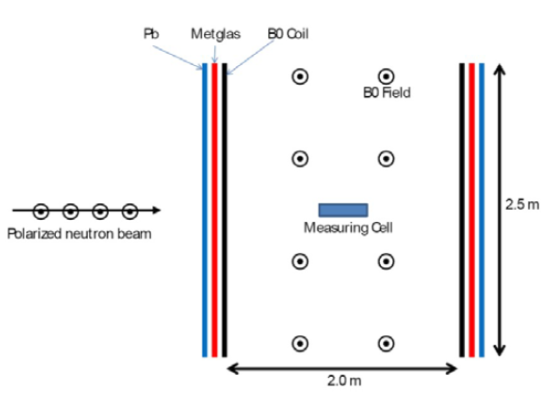 Pb Metglas B0 Coil
B0 Field
2.5 m
Polarized neutron beam
Measuring Cell
2.0 m